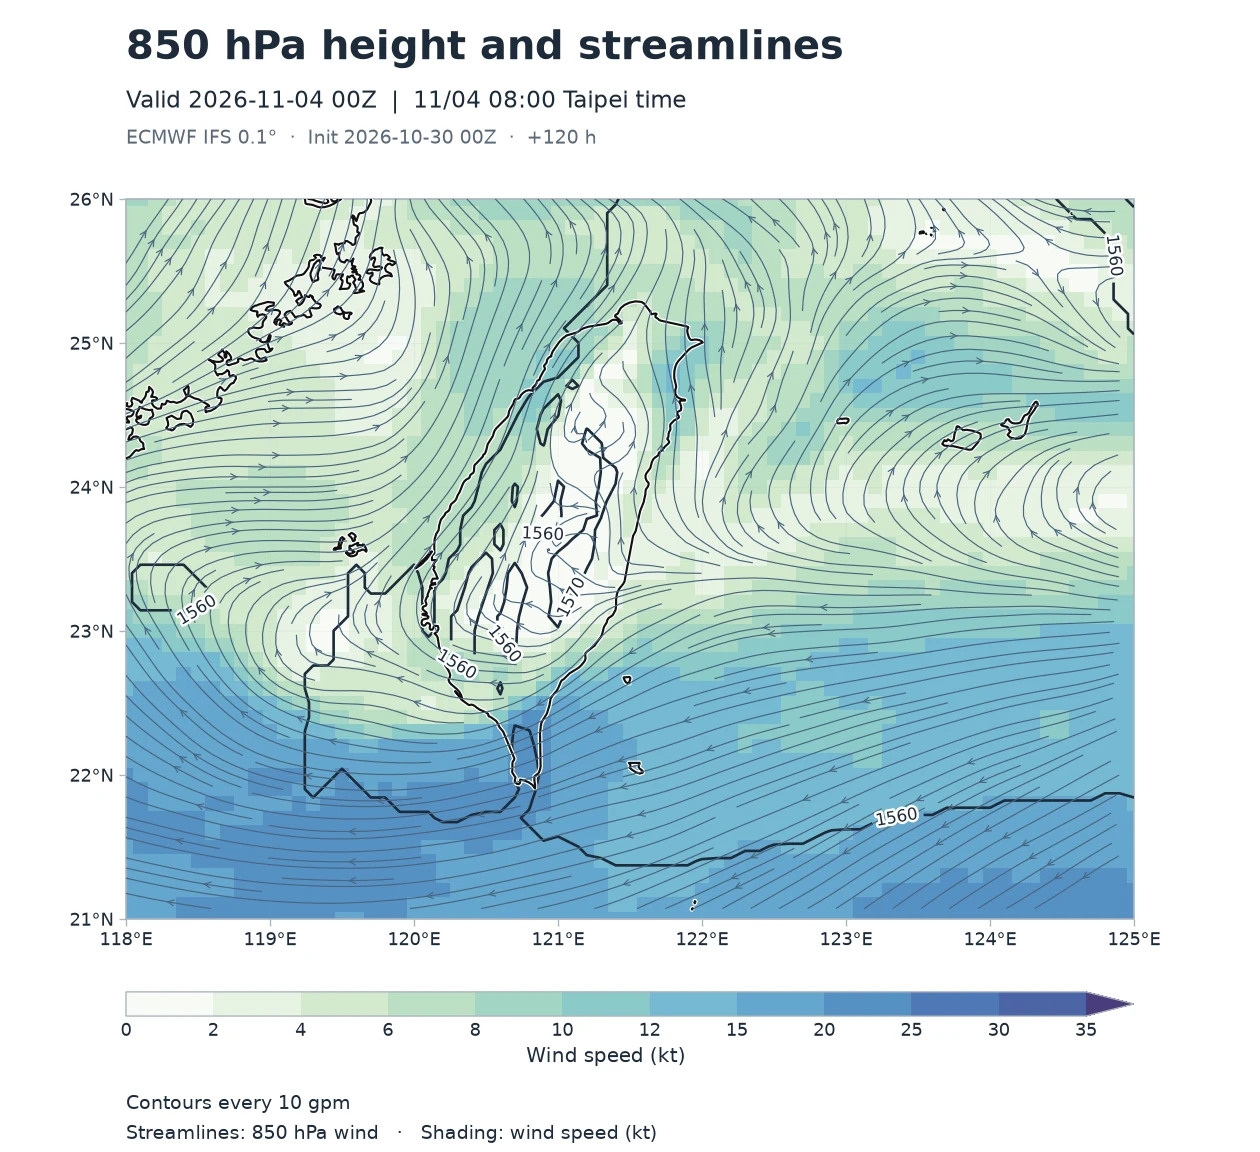 850 hPa height and streamlines
Valid 2026-11-04 00Z | 11/04 08:00 Taipei time
ECMWF IFS 0.1° · Init 2026-10-30 00Z · +120 h
26°N
25°N
24°N
23°N
22°N
21°N
1560
1560
1570
1560
1560
1560
1560
118°E 119°E 120°E 121°E 122°E 123°E 124°E 125°E
0 2 4 6 8 10 12 15 20 25 30 35
Wind speed (kt)
Contours every 10 gpm
Streamlines: 850 hPa wind · Shading: wind speed (kt)